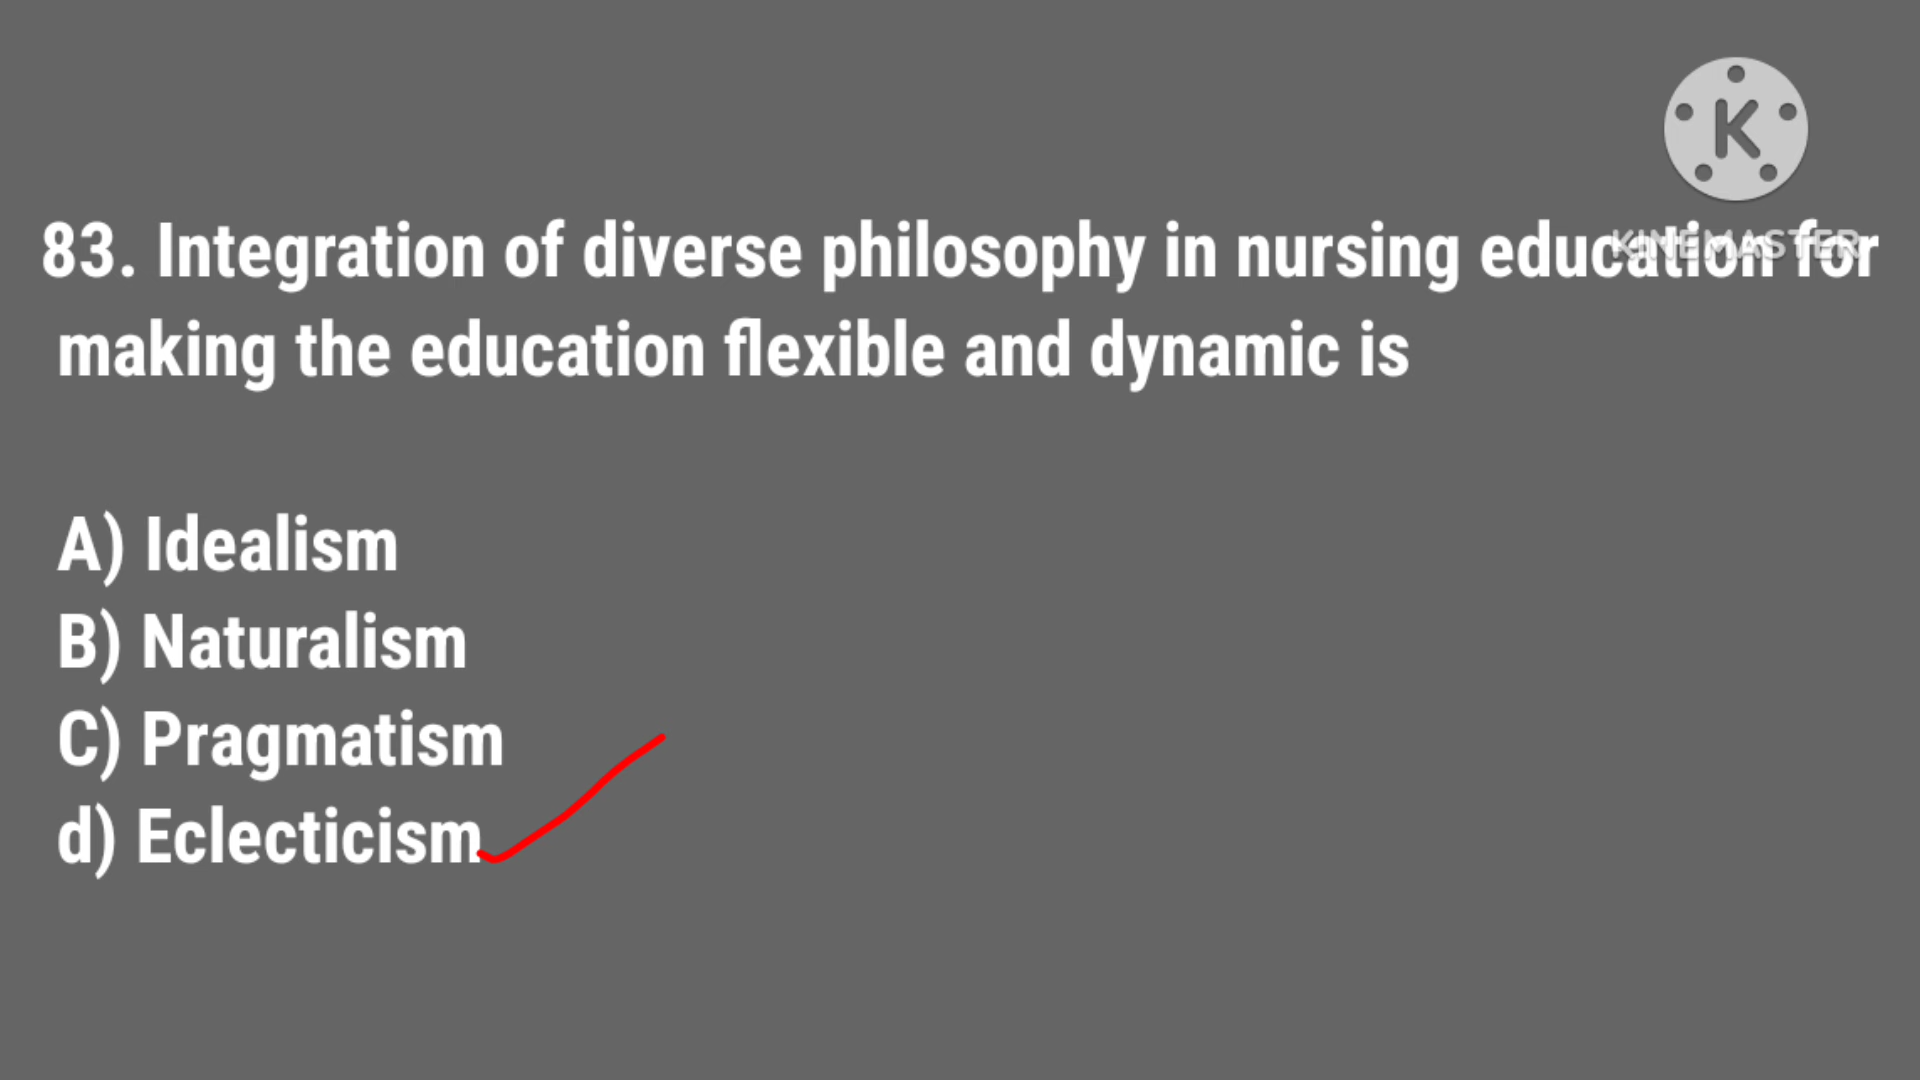 K
KINEMASTER
83. Integration of diverse philosophy in nursing education for
making the education flexible and dynamic is
A) Idealism
B) Naturalism
C) Pragmatism
d) Eclecticism